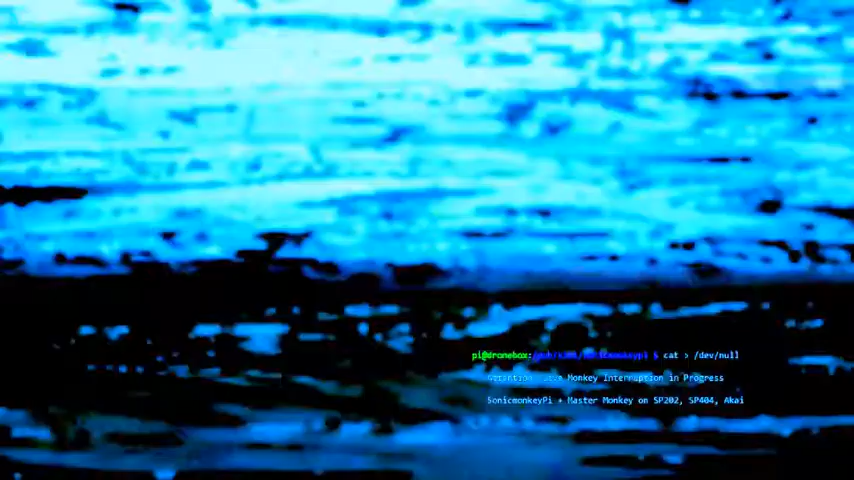 pi@dronebox: $ cat > /dev/null
Monkey Interruption in Progress
SonicmonkeyPi + Master Monkey on SP202, SP404, Akai